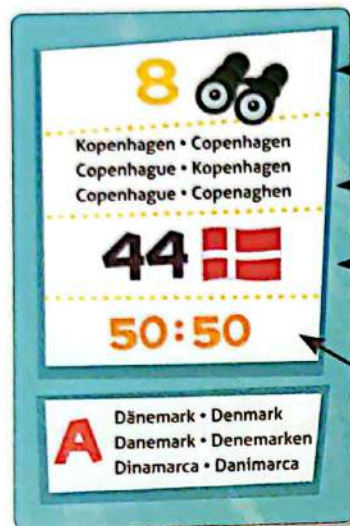 8
Kopenhagen • Copenhagen
Copenhague • Kopenhagen
Copenhague • Copenaghen
44
50:50
A
Dänemark • Denmark
Danemark • Denemarken
Dinamarca • Danimarca